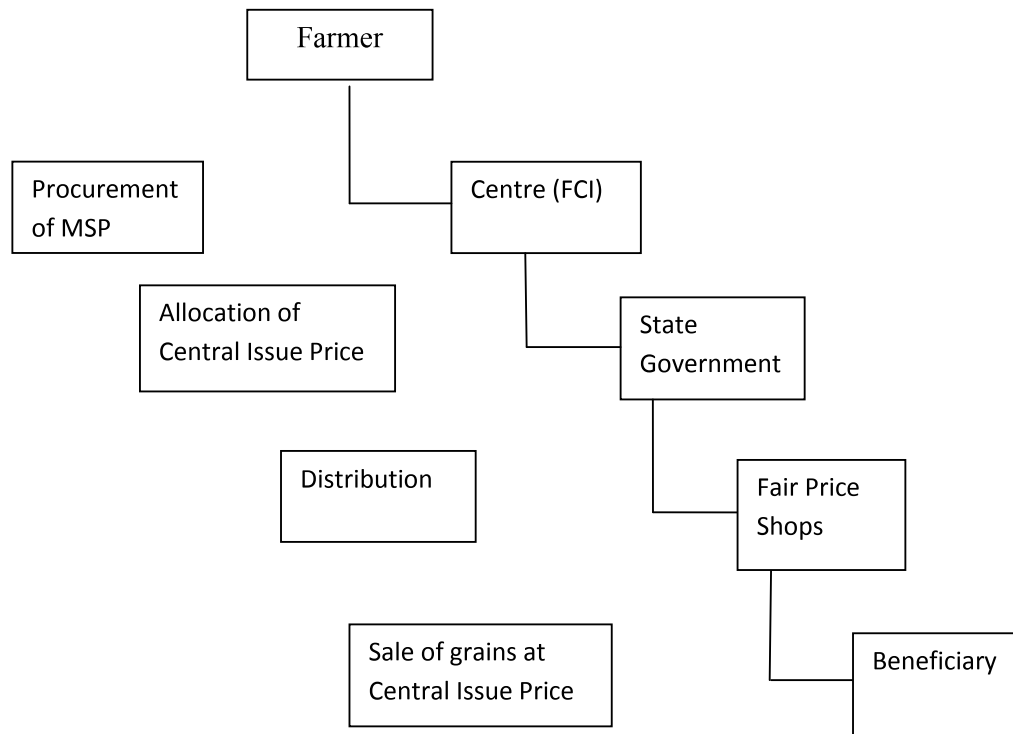 Farmer
Procurement
of MSP
Centre (FCI)
Allocation of
Central Issue Price
State
Government
Distribution
Fair Price
Shops
Sale of grains at
Central Issue Price
Beneficiary